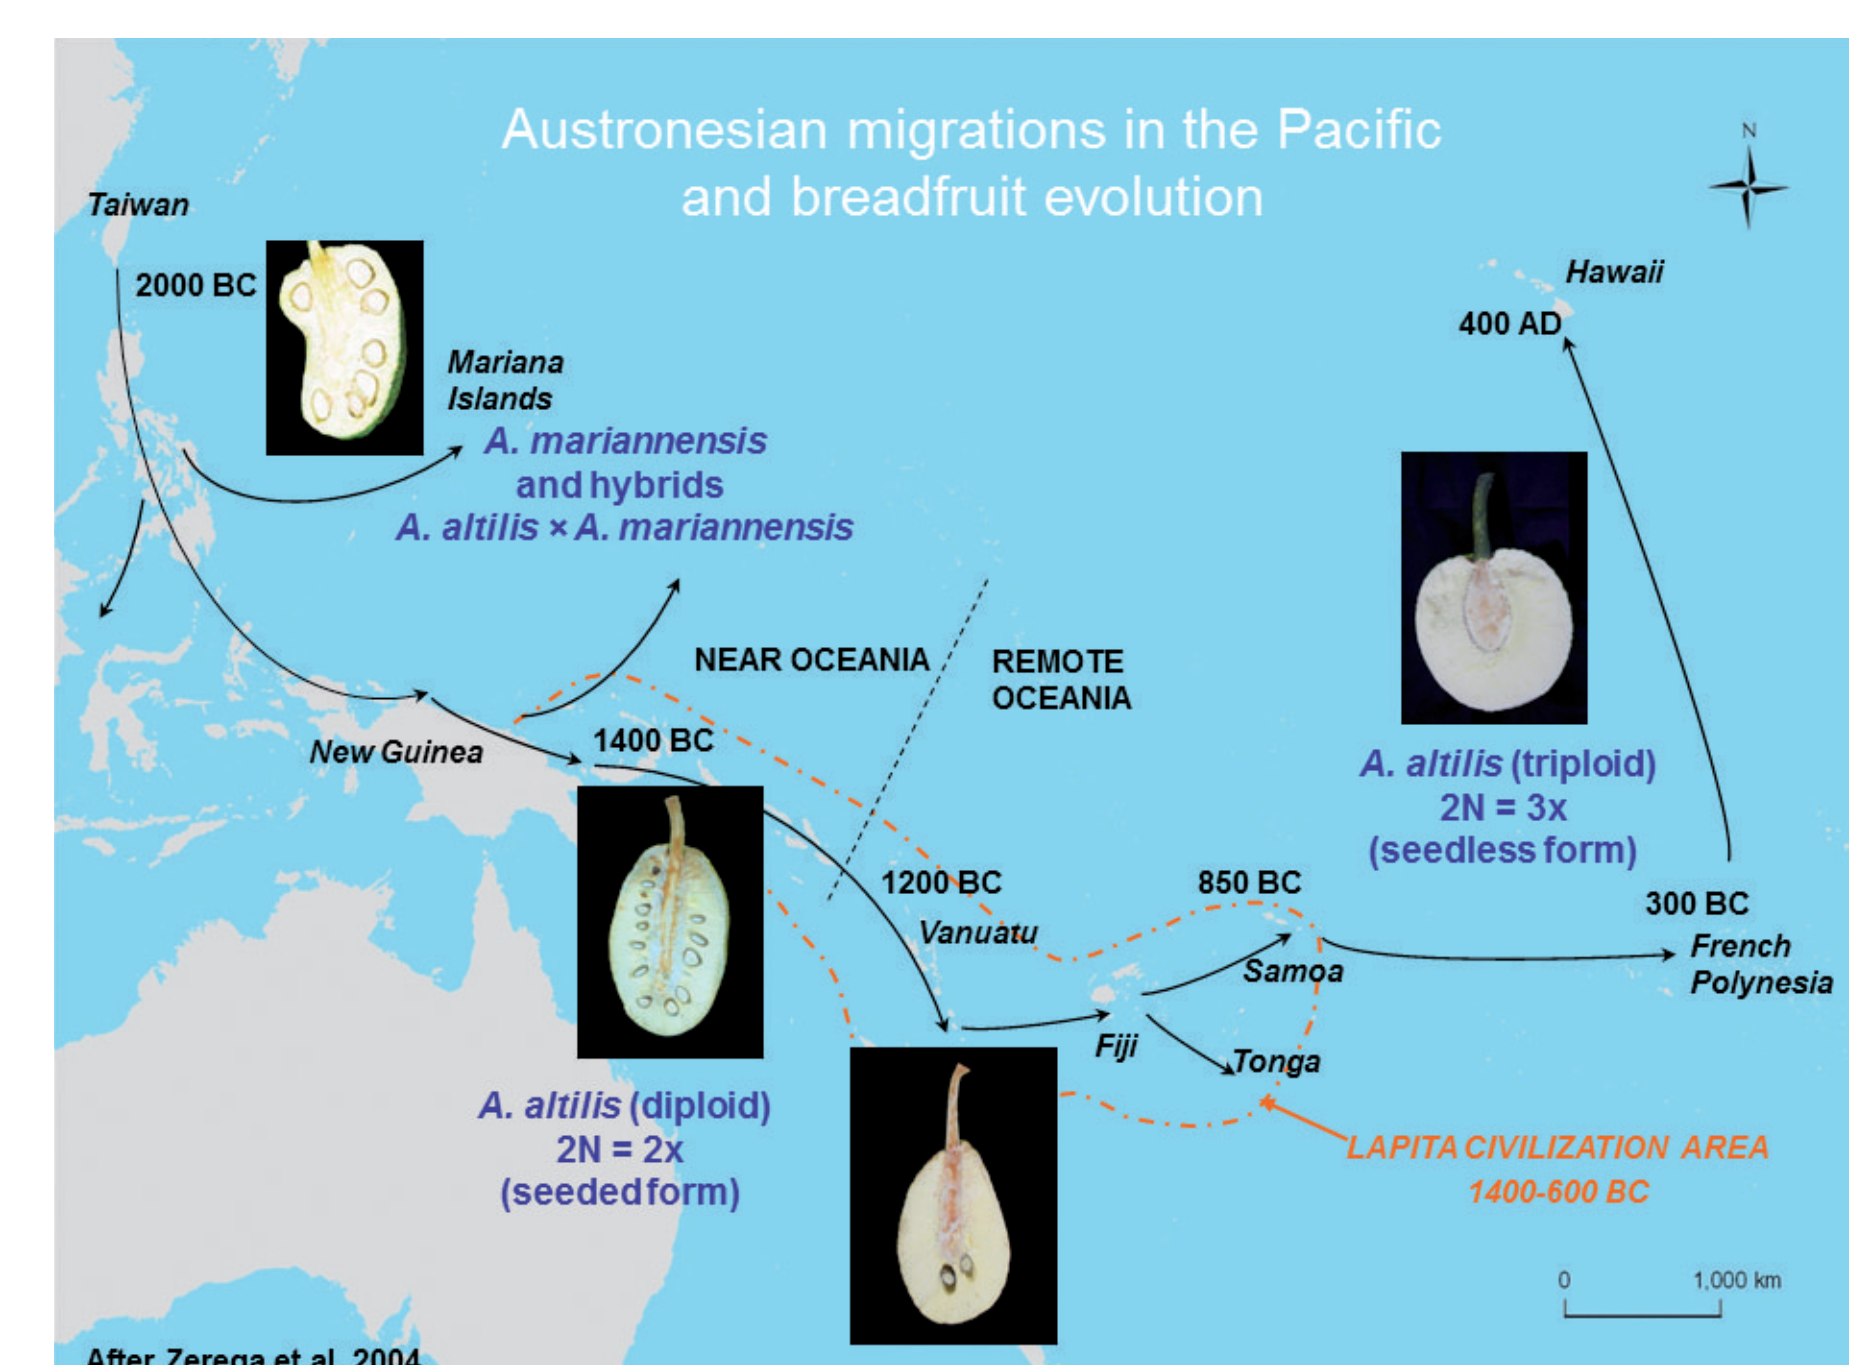 Austronesian migrations in the Pacific
and breadfruit evolution
N
Taiwan
2000 BC
Mariana
Islands
A. mariannensis
and hybrids
A. altilis × A. mariannensis
Hawaii
400 AD
NEAR OCEANIA
REMOTE
OCEANIA
New Guinea
1400 BC
A. altilis (triploid)
2N = 3x
(seedless form)
1200 BC
Vanuatu
850 BC
Samoa
300 BC
French
Polynesia
Fiji
Tonga
A. altilis (diploid)
2N = 2x
(seeded form)
LAPITA CIVILIZATION AREA
1400-600 BC
0 1,000 km
After Zerega et al. 2004